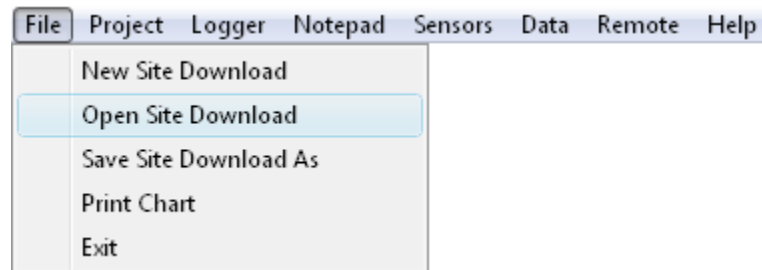 File Project Logger Notepad Sensors Data Remote Help
New Site Download
Open Site Download
Save Site Download As
Print Chart
Exit